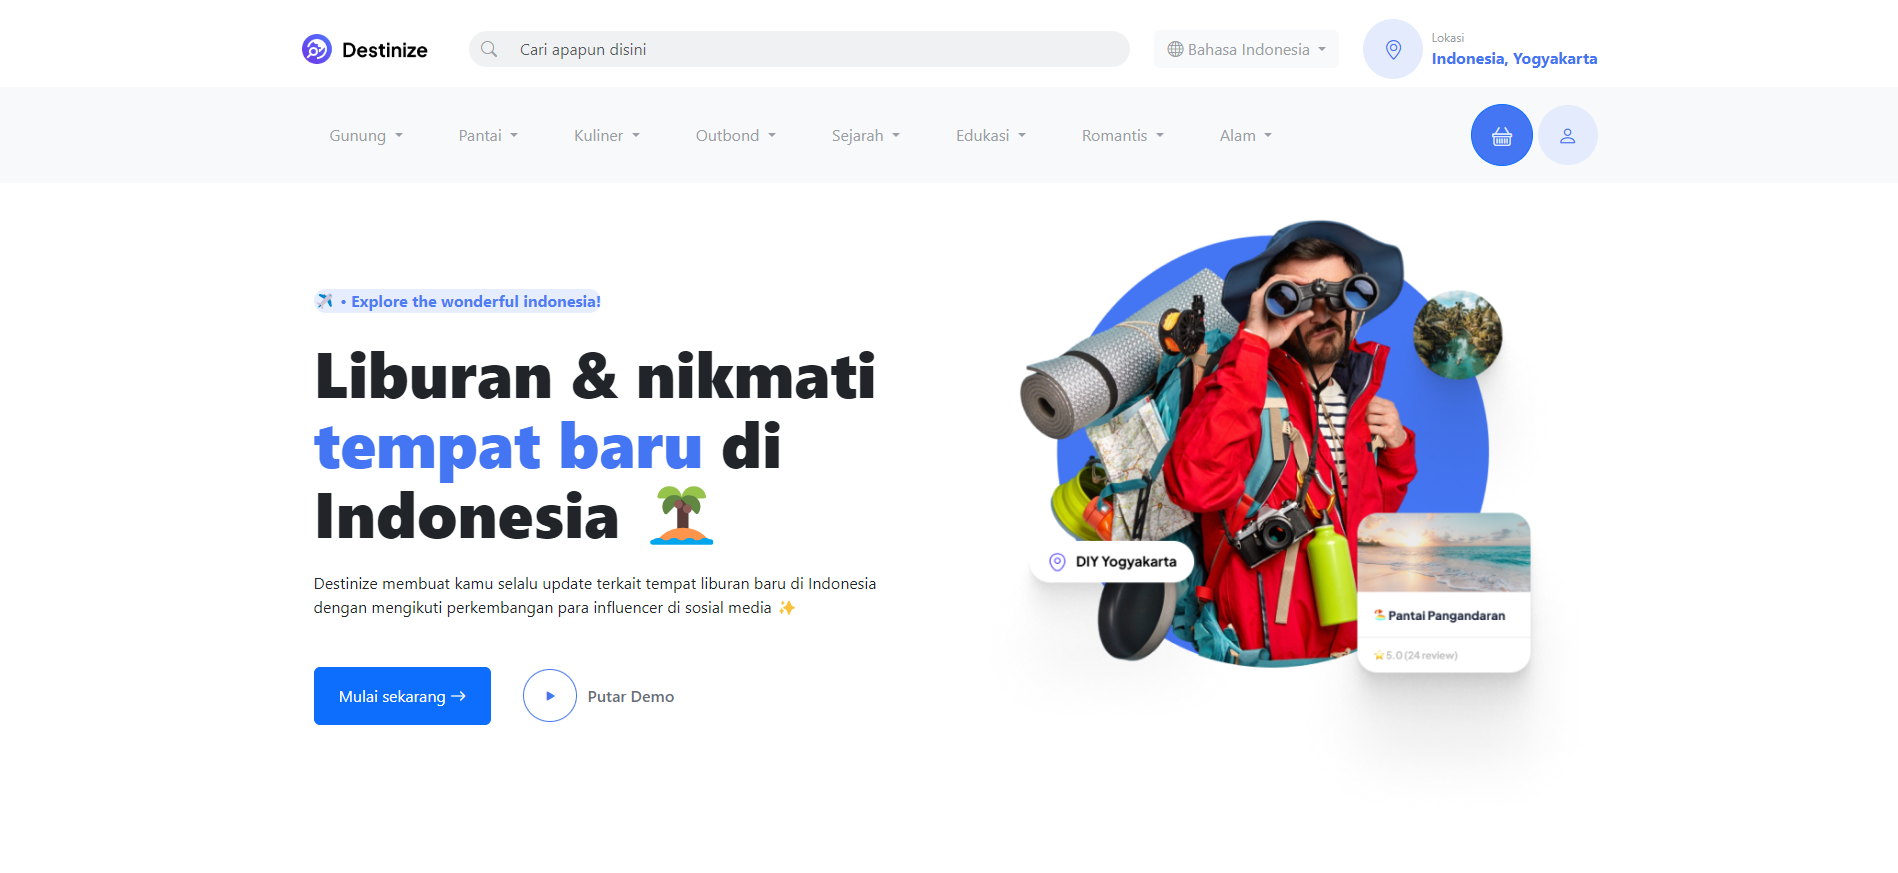 Destinize
Cari apapun disini
Bahasa Indonesia
Lokasi
Indonesia, Yogyakarta
Gunung
Pantai
Kuliner
Outbond
Sejarah
Edukasi
Romantis
Alam
✈️ • Explore the wonderful indonesia!
Liburan & nikmati
tempat baru di
Indonesia 🏝️
Destinize membuat kamu selalu update terkait tempat liburan baru di Indonesia
dengan mengikuti perkembangan para influencer di sosial media ✨
Mulai sekarang →
Putar Demo
DIY Yogyakarta
🏖️ Pantai Pangandaran
⭐ 5.0 (24 review)